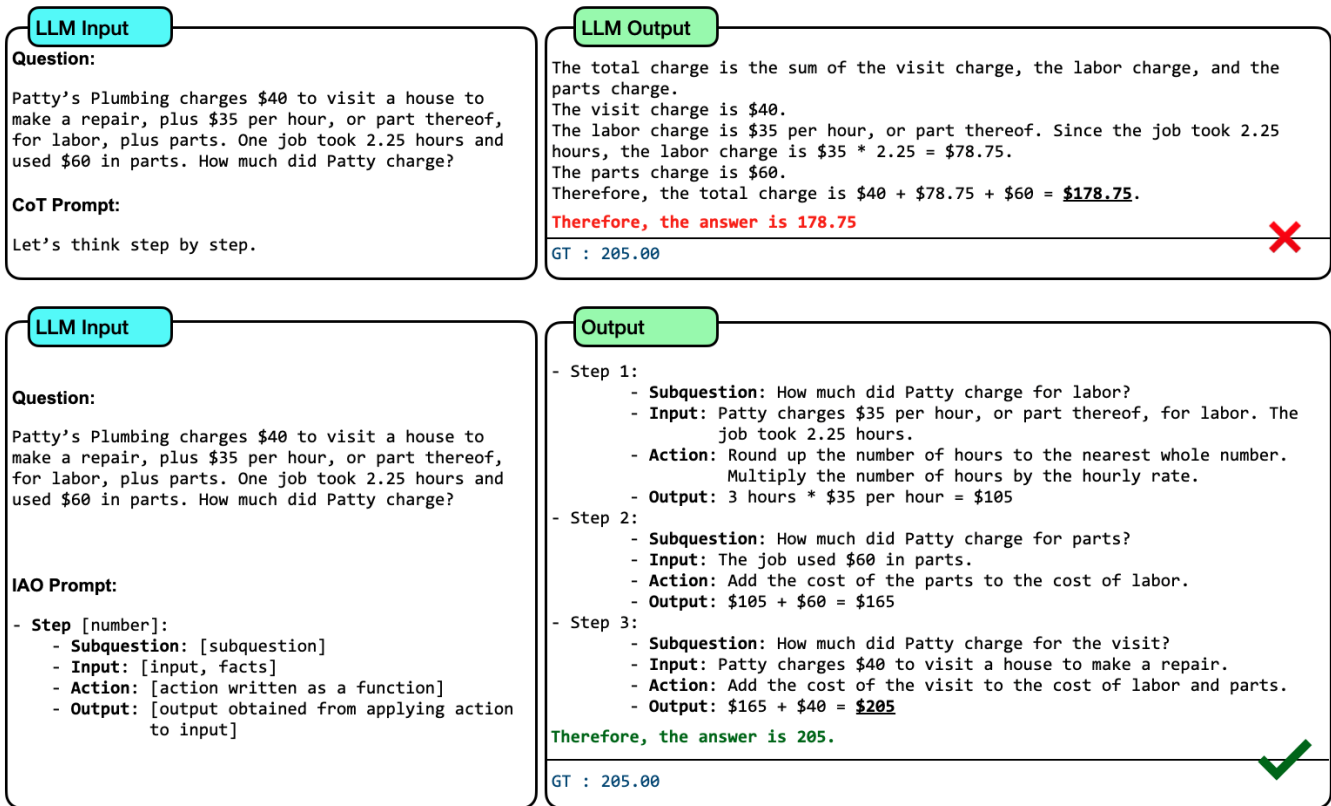 LLM Input
Question:
Patty’s Plumbing charges $40 to visit a house to
make a repair, plus $35 per hour, or part thereof,
for labor, plus parts. One job took 2.25 hours and
used $60 in parts. How much did Patty charge?
CoT Prompt:
Let’s think step by step.
LLM Output
The total charge is the sum of the visit charge, the labor charge, and the
parts charge.
The visit charge is $40.
The labor charge is $35 per hour, or part thereof. Since the job took 2.25
hours, the labor charge is $35 * 2.25 = $78.75.
The parts charge is $60.
Therefore, the total charge is $40 + $78.75 + $60 = $178.75.
Therefore, the answer is 178.75
GT : 205.00
LLM Input
Question:
Patty’s Plumbing charges $40 to visit a house to
make a repair, plus $35 per hour, or part thereof,
for labor, plus parts. One job took 2.25 hours and
used $60 in parts. How much did Patty charge?
IAO Prompt:
- Step [number]:
- Subquestion: [subquestion]
- Input: [input, facts]
- Action: [action written as a function]
- Output: [output obtained from applying action
to input]
Output
- Step 1:
- Subquestion: How much did Patty charge for labor?
- Input: Patty charges $35 per hour, or part thereof, for labor. The
job took 2.25 hours.
- Action: Round up the number of hours to the nearest whole number.
Multiply the number of hours by the hourly rate.
- Output: 3 hours * $35 per hour = $105
- Step 2:
- Subquestion: How much did Patty charge for parts?
- Input: The job used $60 in parts.
- Action: Add the cost of the parts to the cost of labor.
- Output: $105 + $60 = $165
- Step 3:
- Subquestion: How much did Patty charge for the visit?
- Input: Patty charges $40 to visit a house to make a repair.
- Action: Add the cost of the visit to the cost of labor and parts.
- Output: $165 + $40 = $205
Therefore, the answer is 205.
GT : 205.00